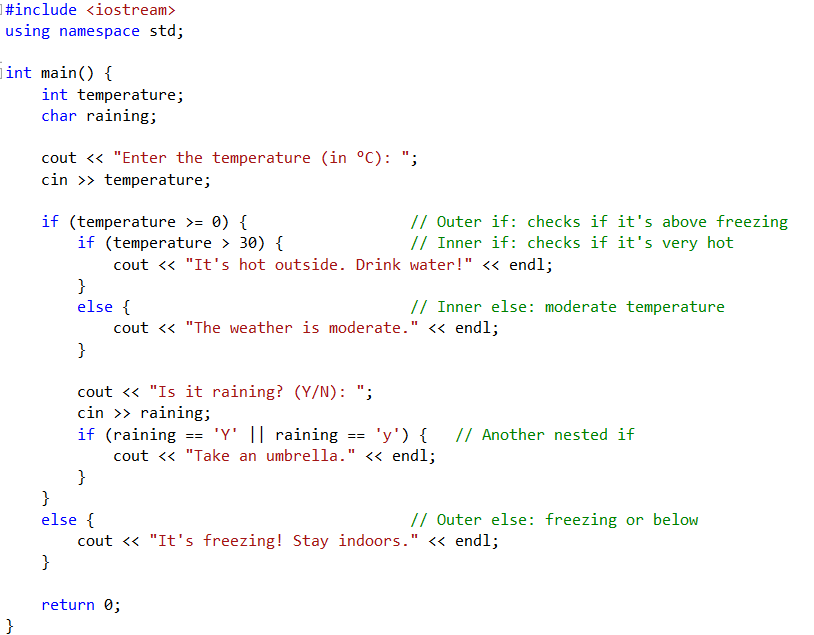 #include <iostream>
using namespace std;

int main() {
    int temperature;
    char raining;

    cout << "Enter the temperature (in °C): ";
    cin >> temperature;

    if (temperature >= 0) {                  // Outer if: checks if it's above freezing
        if (temperature > 30) {              // Inner if: checks if it's very hot
            cout << "It's hot outside. Drink water!" << endl;
        }
        else {                               // Inner else: moderate temperature
            cout << "The weather is moderate." << endl;
        }

        cout << "Is it raining? (Y/N): ";
        cin >> raining;
        if (raining == 'Y' || raining == 'y') {   // Another nested if
            cout << "Take an umbrella." << endl;
        }
    }
    else {                                   // Outer else: freezing or below
        cout << "It's freezing! Stay indoors." << endl;
    }

    return 0;
}